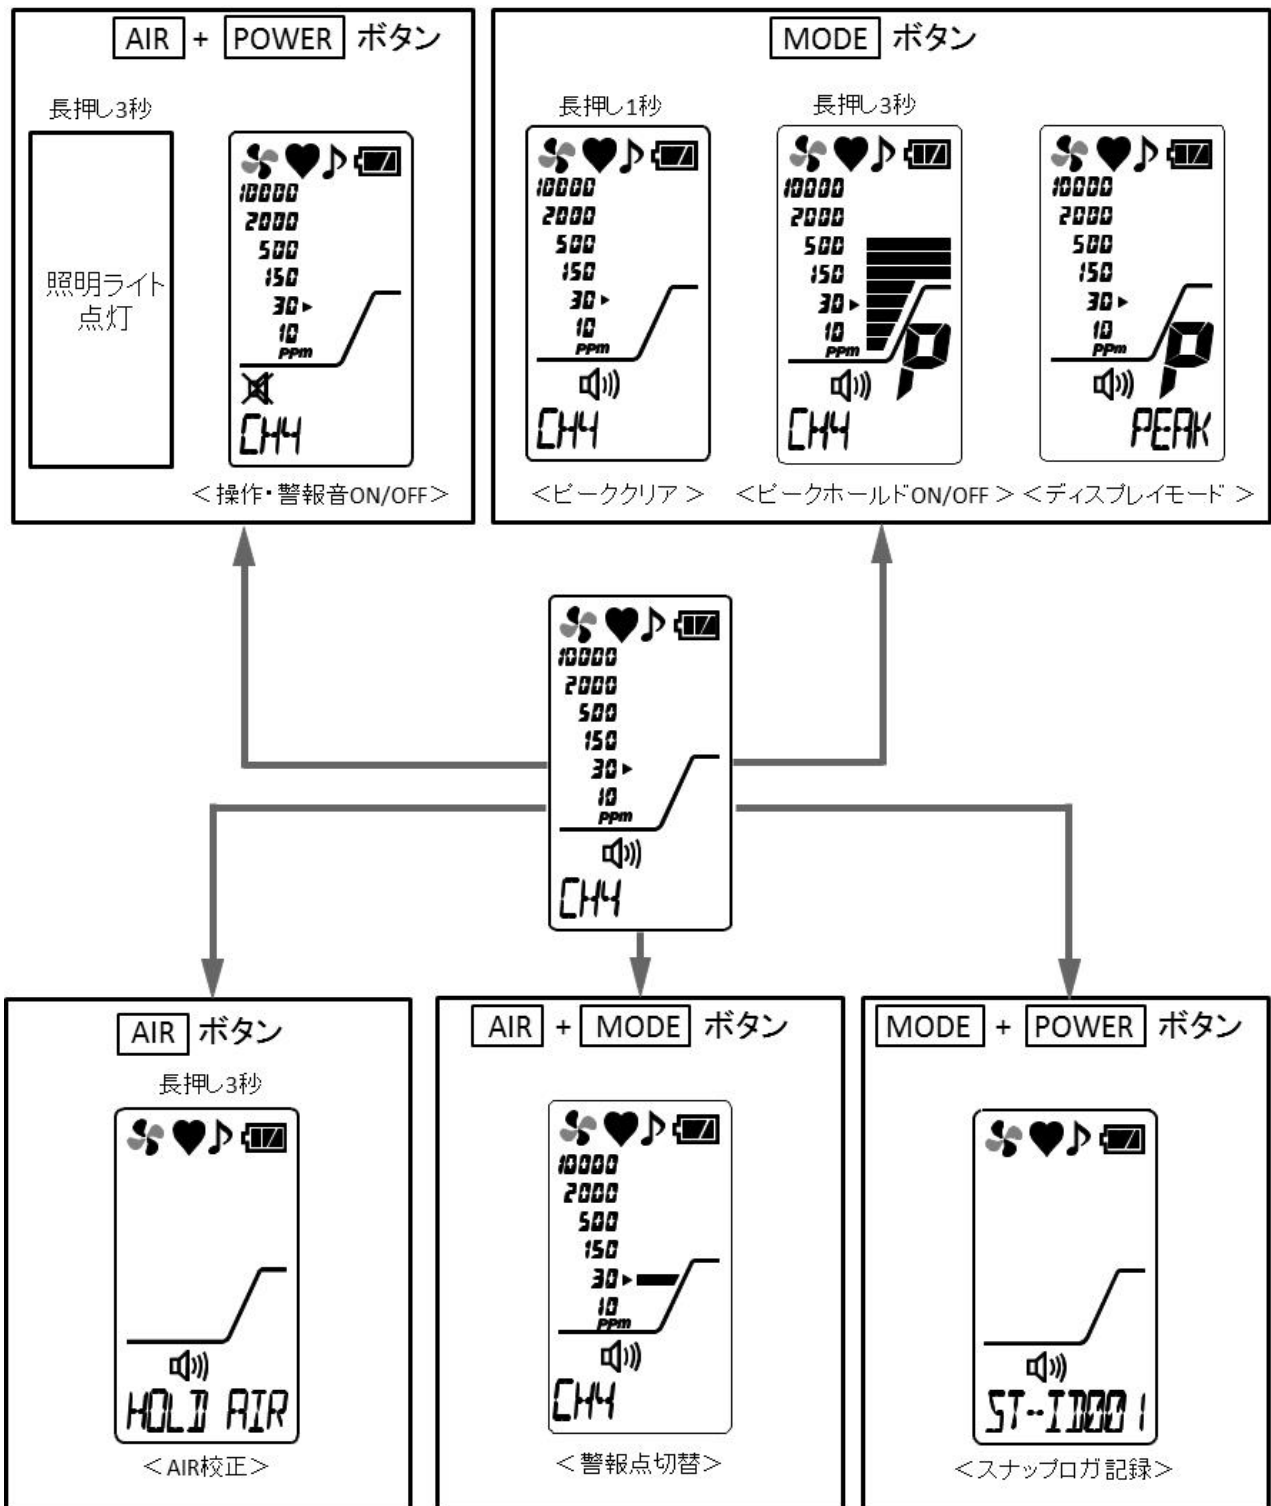 AIR + POWER ボタン
長押し3秒
照明ライト
点灯
10000
2000
500
150
30
10
PPm
CH4
＜操作・警報音ON/OFF＞
MODE ボタン
長押し1秒
10000
2000
500
150
30
10
PPm
CH4
＜ピーククリア＞
長押し3秒
10000
2000
500
150
30
10
PPm
P
CH4
＜ピークホールドON/OFF＞
10000
2000
500
150
30
10
PPm
P
PEAK
＜ディスプレイモード＞
10000
2000
500
150
30
10
PPm
CH4
AIR ボタン
長押し3秒
HOLD AIR
＜AIR校正＞
AIR + MODE ボタン
10000
2000
500
150
30
10
PPm
CH4
＜警報点切替＞
MODE + POWER ボタン
ST--ID001
＜スナップロガ記録＞